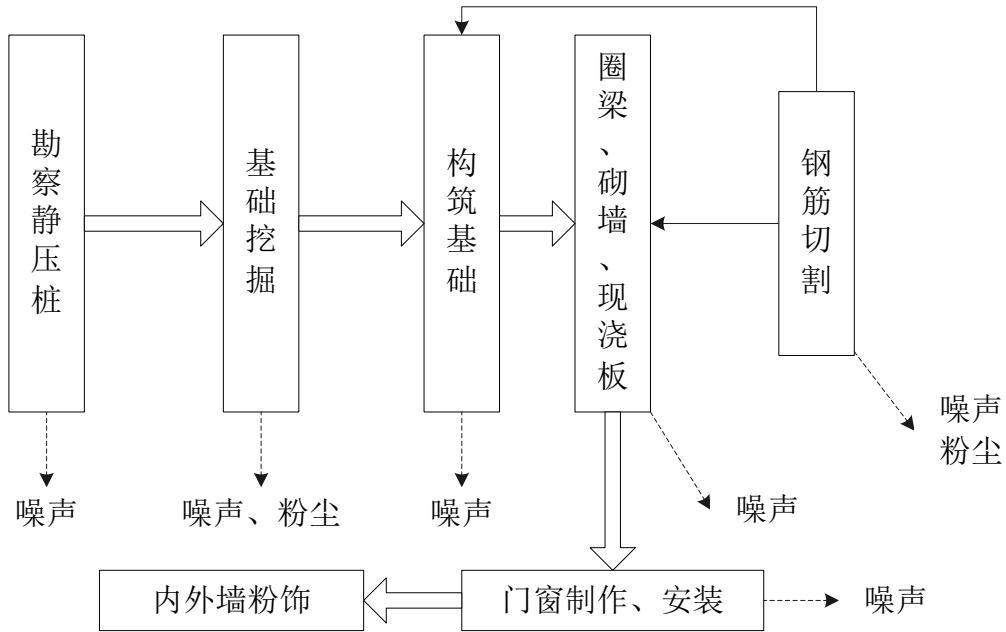 勘察静压桩
基础挖掘
构筑基础
圈梁、砌墙、现浇板
钢筋切割
噪声
噪声、粉尘
噪声
噪声
噪声
粉尘
内外墙粉饰
门窗制作、安装
噪声